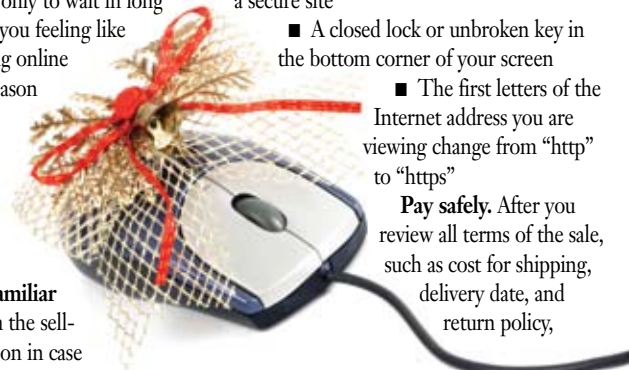 only to wait in long
you feeling like
g online
ason
amiliar
n the sell-
on in case
a secure site
■ A closed lock or unbroken key in
the bottom corner of your screen
■ The first letters of the
Internet address you are
viewing change from “http”
to “https”
Pay safely. After you
review all terms of the sale,
such as cost for shipping,
delivery date, and
return policy,